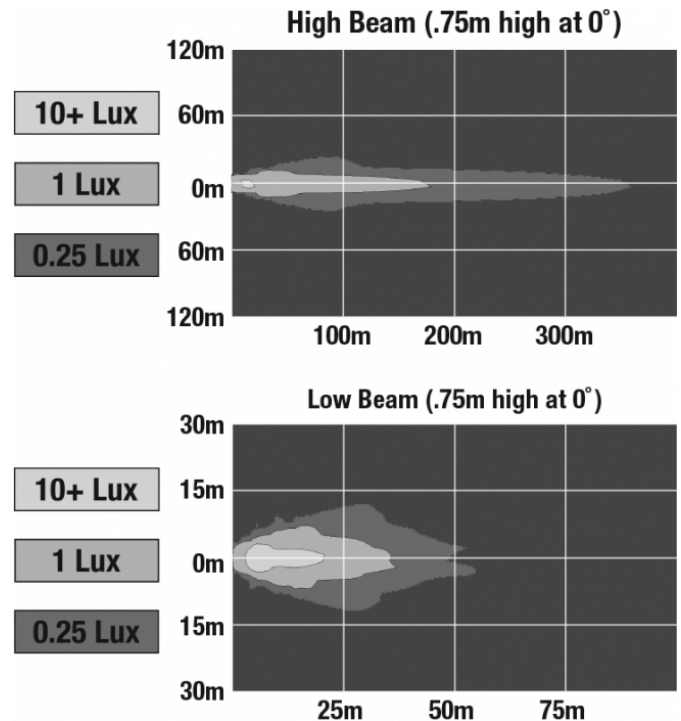 High Beam (.75m high at 0°)
120m
60m
0m
60m
120m
10+ Lux
1 Lux
0.25 Lux
100m 200m 300m
Low Beam (.75m high at 0°)
30m
15m
0m
15m
30m
10+ Lux
1 Lux
0.25 Lux
25m 50m 75m